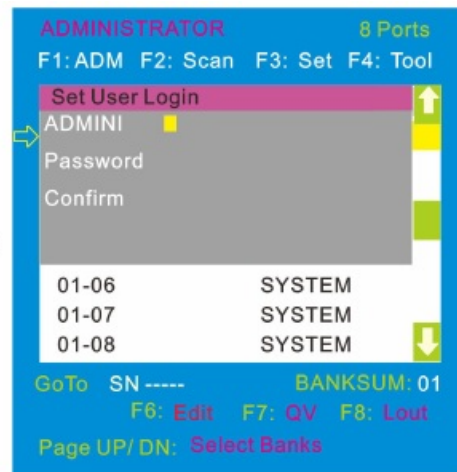 ADMINISTRATOR 8 Ports
F1: ADM F2: Scan F3: Set F4: Tool
Set User Login
ADMINI
Password
Confirm
01-06 SYSTEM
01-07 SYSTEM
01-08 SYSTEM
GoTo SN ----- BANKSUM: 01
F6: Edit F7: QV F8: Lout
Page UP/ DN: Select Banks